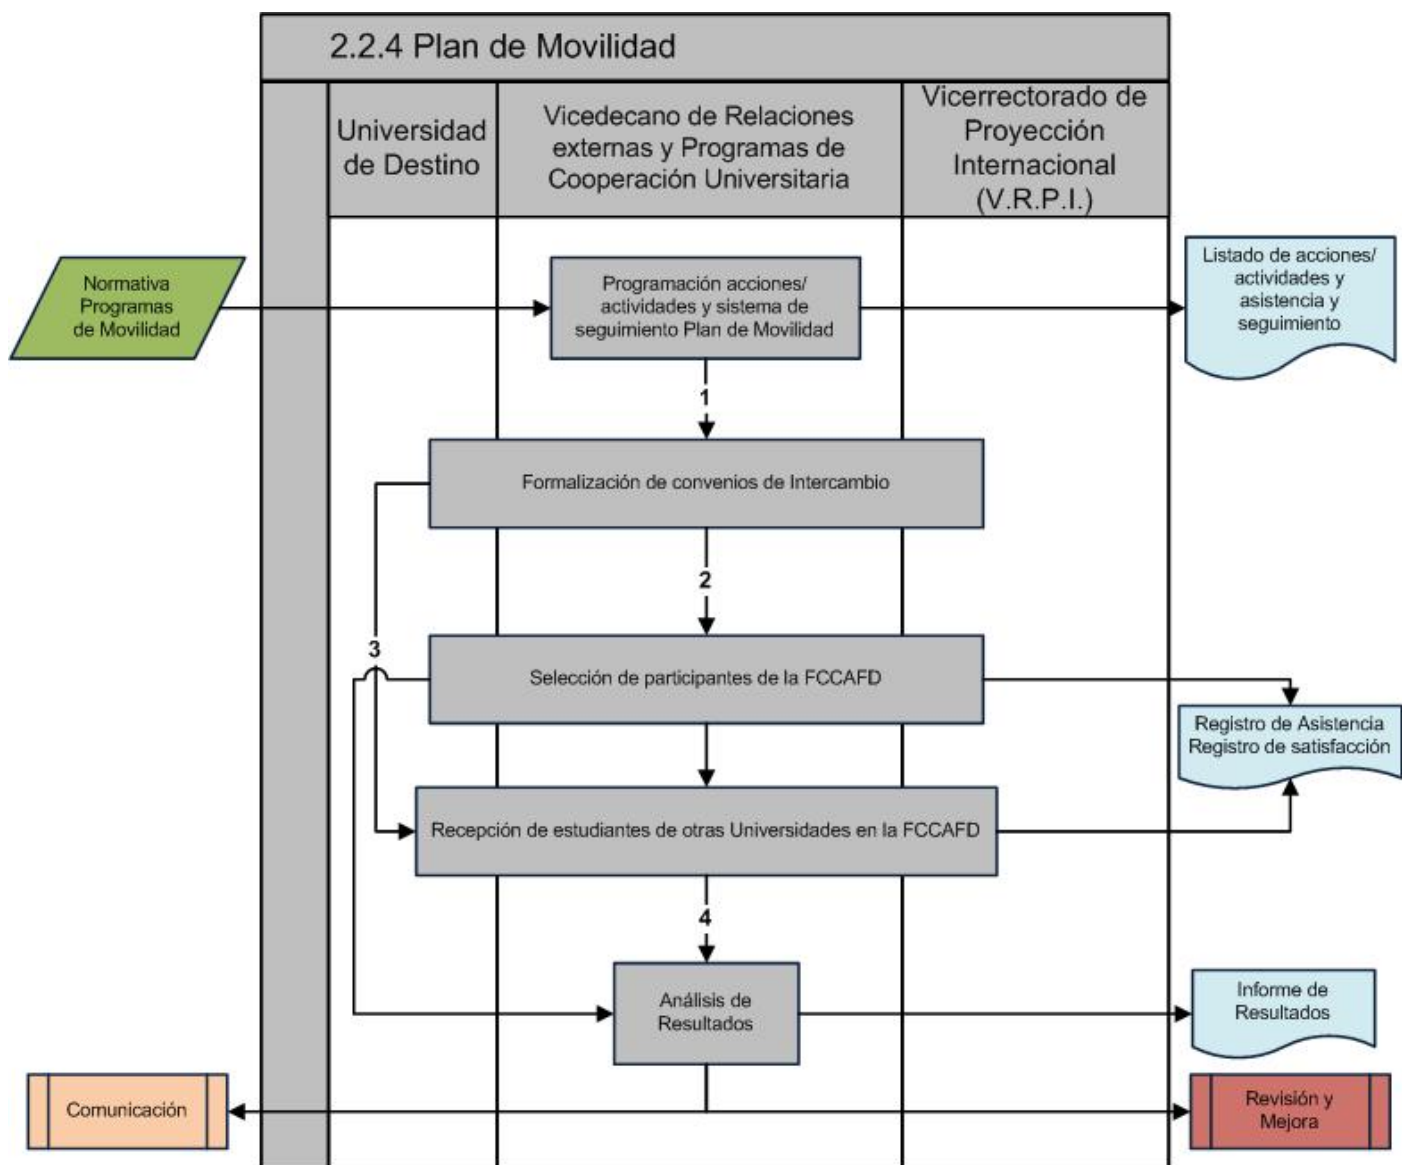 2.2.4 Plan de Movilidad
Universidad
de Destino
Vicedecano de Relaciones
externas y Programas de
Cooperación Universitaria
Vicerrectorado de
Proyección
Internacional
(V.R.P.I.)
Normativa
Programas
de Movilidad
Programación acciones/
actividades y sistema de
seguimiento Plan de Movilidad
Listado de acciones/
actividades y
asistencia y
seguimiento
1
Formalización de convenios de Intercambio
2
3
Selección de participantes de la FCCAFD
Registro de Asistencia
Registro de satisfacción
Recepción de estudiantes de otras Universidades en la FCCAFD
4
Análisis de
Resultados
Informe de
Resultados
Comunicación
Revisión y
Mejora